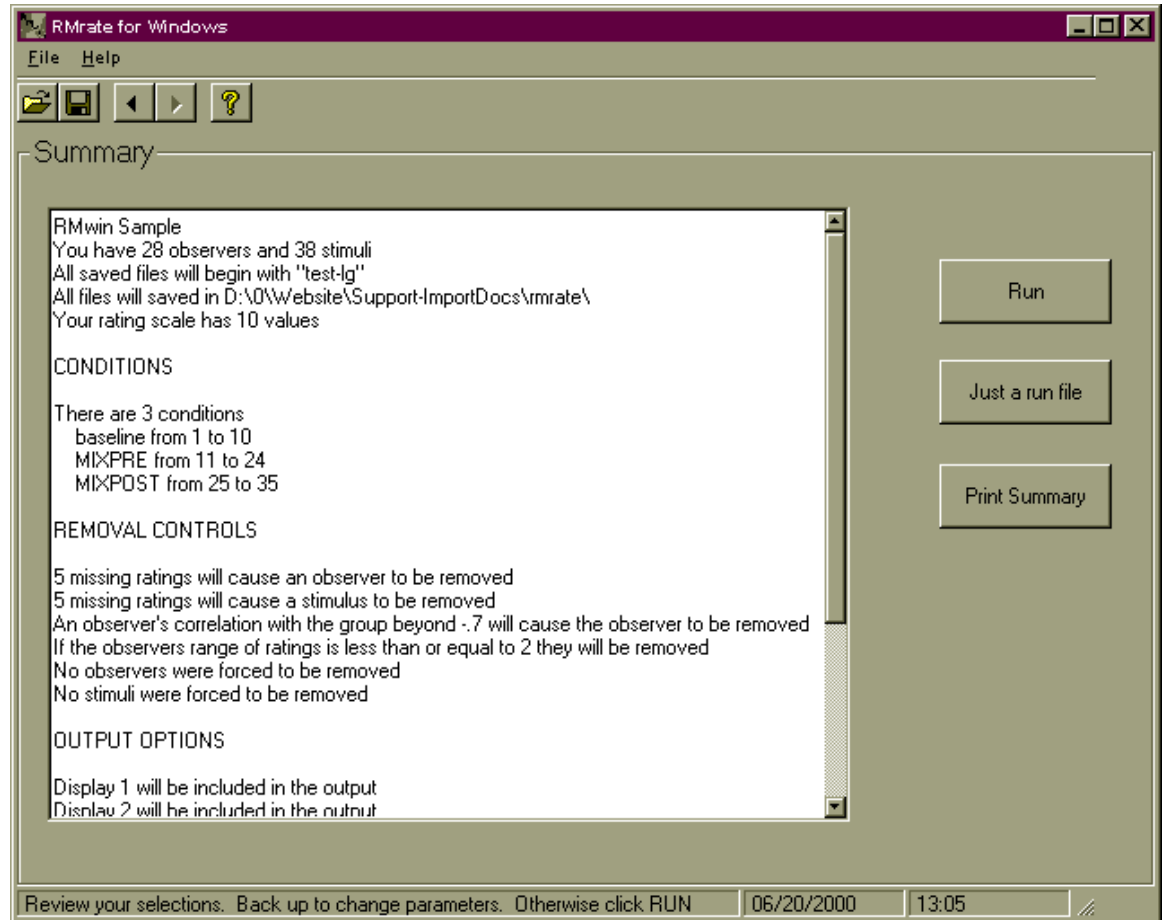 RMrate for Windows
File Help
Summary
RMwin Sample
You have 28 observers and 38 stimuli
All saved files will begin with "test-lg"
All files will saved in D:\0\Website\Support-ImportDocs\rmrate\
Your rating scale has 10 values
CONDITIONS
There are 3 conditions
baseline from 1 to 10
MIXPRE from 11 to 24
MIXPOST from 25 to 35
REMOVAL CONTROLS
5 missing ratings will cause an observer to be removed
5 missing ratings will cause a stimulus to be removed
An observer's correlation with the group beyond -.7 will cause the observer to be removed
If the observers range of ratings is less than or equal to 2 they will be removed
No observers were forced to be removed
No stimuli were forced to be removed
OUTPUT OPTIONS
Display 1 will be included in the output
Display 2 will be included in the output
Run
Just a run file
Print Summary
Review your selections. Back up to change parameters. Otherwise click RUN
06/20/2000
13:05